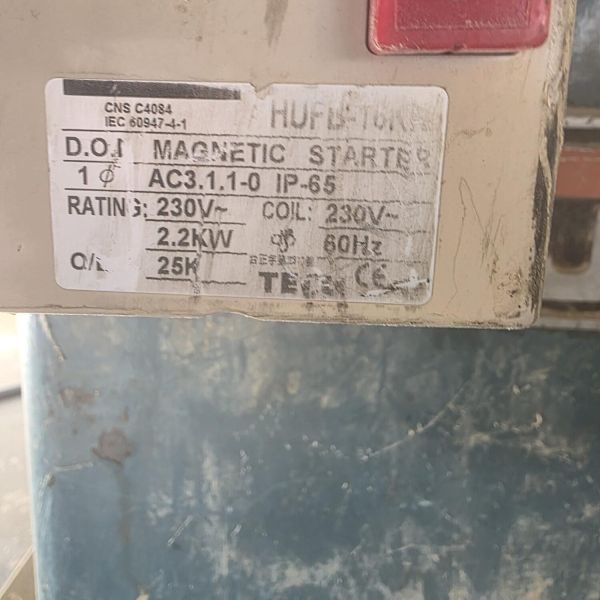 CNS C4084
IEC 60947-4-1
D.O.L MAGNETIC STARTER
1 φ AC3.1.1-0 IP-65
RATING: 230V~ COIL: 230V~
2.2KW 60Hz
O/L 25K
CE